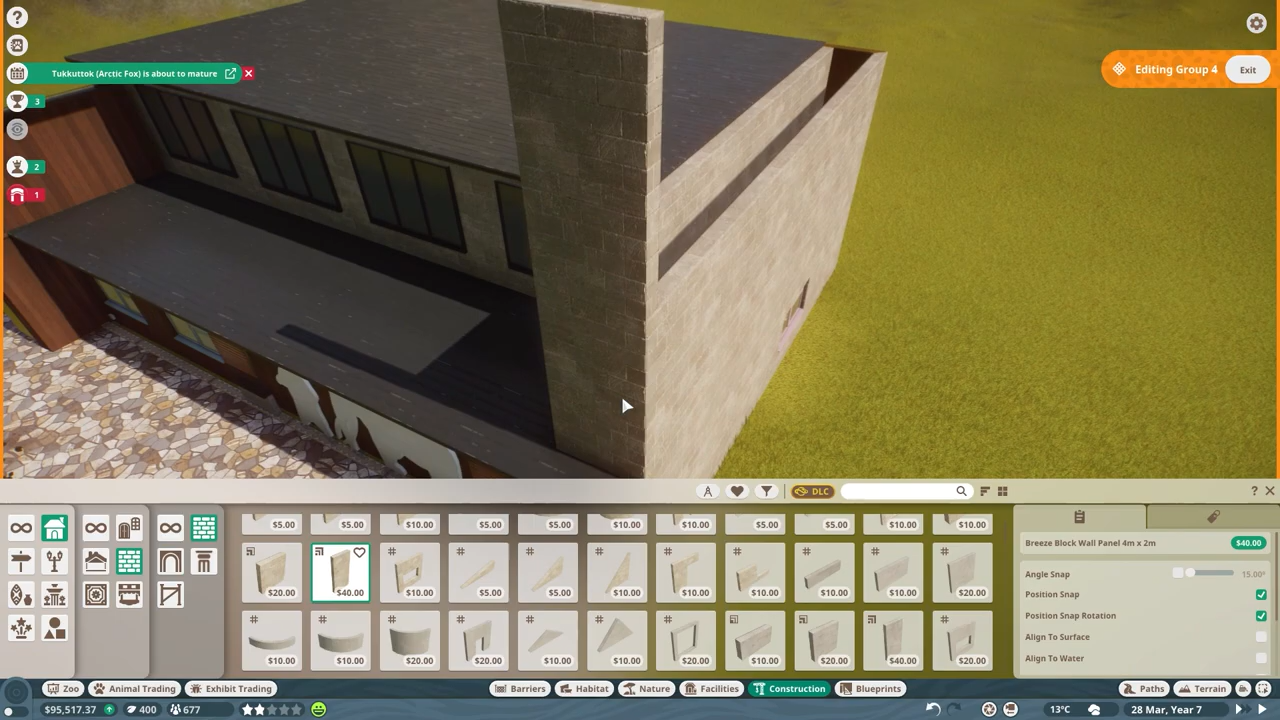 ?
Tukkuttok (Arctic Fox) is about to mature
3
2
1
Editing Group 4
Exit
DLC
? ×
$5.00 $5.00 $10.00 $5.00 $5.00 $10.00 $10.00 $5.00 $5.00 $10.00 $10.00
$20.00 $40.00 $10.00 $5.00 $5.00 $10.00 $10.00 $10.00 $10.00 $10.00 $10.00
$10.00 $10.00 $20.00 $20.00 $10.00 $10.00 $20.00 $10.00 $20.00 $40.00 $20.00
Breeze Block Wall Panel 4m x 2m $40.00
Angle Snap 15.00°
Position Snap
Position Snap Rotation
Align To Surface
Align To Water
Zoo Animal Trading Exhibit Trading Barriers Habitat Nature Facilities Construction Blueprints Paths Terrain
$95,517.37 400 677 13°C 28 Mar, Year 7